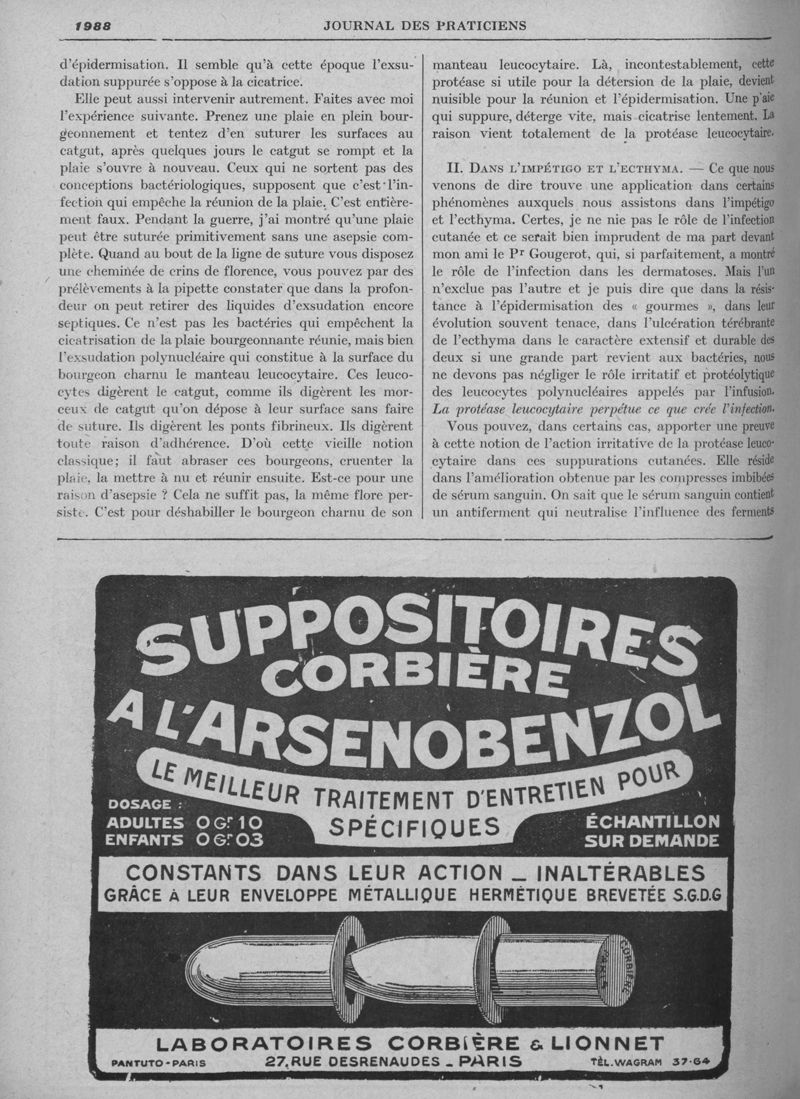 1988
JOURNAL DES PRATICIENS
d'épidermisation. Il semble qu'à cette époque l'exsu-
dation suppurée s'oppose à la cicatrice.
Elle peut aussi intervenir autrement. Faites avec moi
l'expérience suivante. Prenez une plaie en plein bour-
geonnement et tentez d'en suturer les surfaces au
catgut, après quelques jours le catgut se rompt et la
plaie s'ouvre à nouveau. Ceux qui ne sortent pas des
conceptions bactériologiques, supposent que c'est l'in-
fection qui empêche la réunion de la plaie. C'est entière-
ment faux. Pendant la guerre, j'ai montré qu'une plaie
peut être suturée primitivement sans une asepsie com-
plète. Quand au bout de la ligne de suture vous disposez
une cheminée de crins de florence, vous pouvez par des
prélèvements à la pipette constater que dans la profon-
deur on peut retirer des liquides d'exsudation encore
septiques. Ce n'est pas les bactéries qui empêchent la
cicatrisation de la plaie bourgeonnante réunie, mais bien
l'exsudation polynucléaire qui constitue à la surface du
bourgeon charnu le manteau leucocytaire. Ces leuco-
cytes digèrent le catgut, comme ils digèrent les mor-
ceux de catgut qu'on dépose à leur surface sans faire
de suture. Ils digèrent les ponts fibrineux. Ils digèrent
toute raison d'adhérence. D'où cette vieille notion
classique; il faut abraser ces bourgeons, cruenter la
plaie, la mettre à nu et réunir ensuite. Est-ce pour une
raison d'asepsie ? Cela ne suffit pas, la même flore per-
siste. C'est pour déshabiller le bourgeon charnu de son
manteau leucocytaire. Là, incontestablement, cette
protéase si utile pour la détersion de la plaie, devient
nuisible pour la réunion et l'épidermisation. Une p'aie
qui suppure, déterge vite, mais cicatrise lentement. La
raison vient totalement de la protéase leucocytaire.
II. DANS L'IMPÉTIGO ET L'ECTHYMA. — Ce que nous
venons de dire trouve une application dans certains
phénomènes auxquels nous assistons dans l'impétigo
et l'ecthyma. Certes, je ne nie pas le rôle de l'infection
cutanée et ce serait bien imprudent de ma part devant
mon ami le Pr Gougerot, qui, si parfaitement, a montré
le rôle de l'infection dans les dermatoses. Mais l'un
n'exclue pas l'autre et je puis dire que dans la résis-
tance à l'épidermisation des « gourmes », dans leur
évolution souvent tenace, dans l'ulcération térébrante
de l'ecthyma dans le caractère extensif et durable des
deux si une grande part revient aux bactéries, nous
ne devons pas négliger le rôle irritatif et protéolytique
des leucocytes polynucléaires appelés par l'infusion.
La protéase leucocytaire perpétue ce que crée l'infection.
Vous pouvez, dans certains cas, apporter une preuve
à cette notion de l'action irritative de la protéase leuco-
cytaire dans ces suppurations cutanées. Elle réside
dans l'amélioration obtenue par les compresses imbibées
de sérum sanguin. On sait que le sérum sanguin contient
un antiferment qui neutralise l'influence des ferments
SUPPOSITOIRES
CORBIÈRE
A L'ARSENOBENZOL
LE MEILLEUR TRAITEMENT D'ENTRETIEN POUR
SPÉCIFIQUES
DOSAGE :
ADULTES 0 Gr 10
ENFANTS 0 Gr 03
ÉCHANTILLON
SUR DEMANDE
CONSTANTS DANS LEUR ACTION _ INALTÉRABLES
GRÂCE À LEUR ENVELOPPE MÉTALLIQUE HERMÉTIQUE BREVETÉE S.G.D.G
CORBIÈRE
PARIS
LABORATOIRES CORBIÈRE & LIONNET
PANTUTO - PARIS
27, RUE DESRENAUDES _ PARIS
TÉL. WAGRAM 37-64